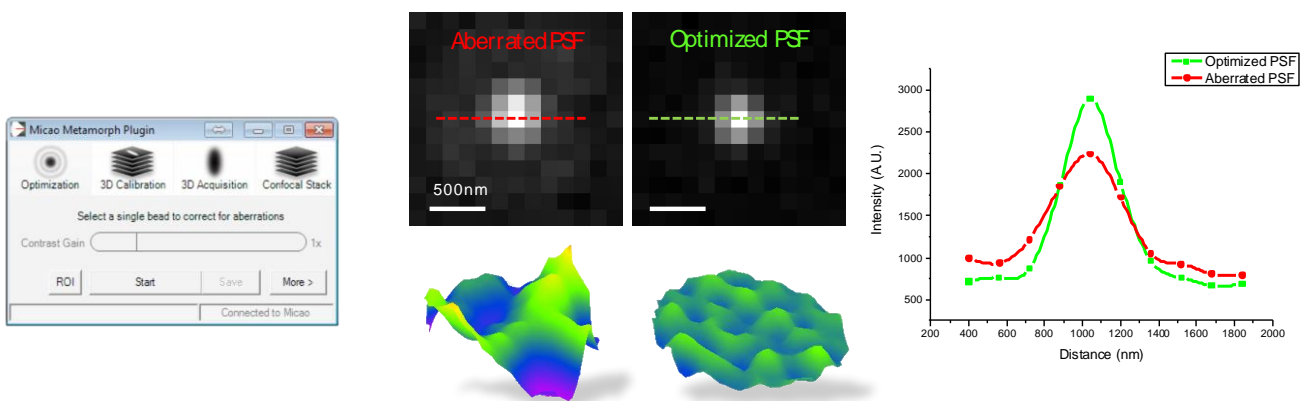 Micao Metamorph Plugin
Optimization 3D Calibration 3D Acquisition Confocal Stack
Select a single bead to correct for aberrations
Contrast Gain 1x
ROI Start Save More >
Connected to Micao
Aberrated PSF
500nm
Optimized PSF
Optimized PSF
Aberrated PSF
Intensity (A.U.)
3000
2500
2000
1500
1000
500
200 400 600 800 1000 1200 1400 1600 1800 2000
Distance (nm)